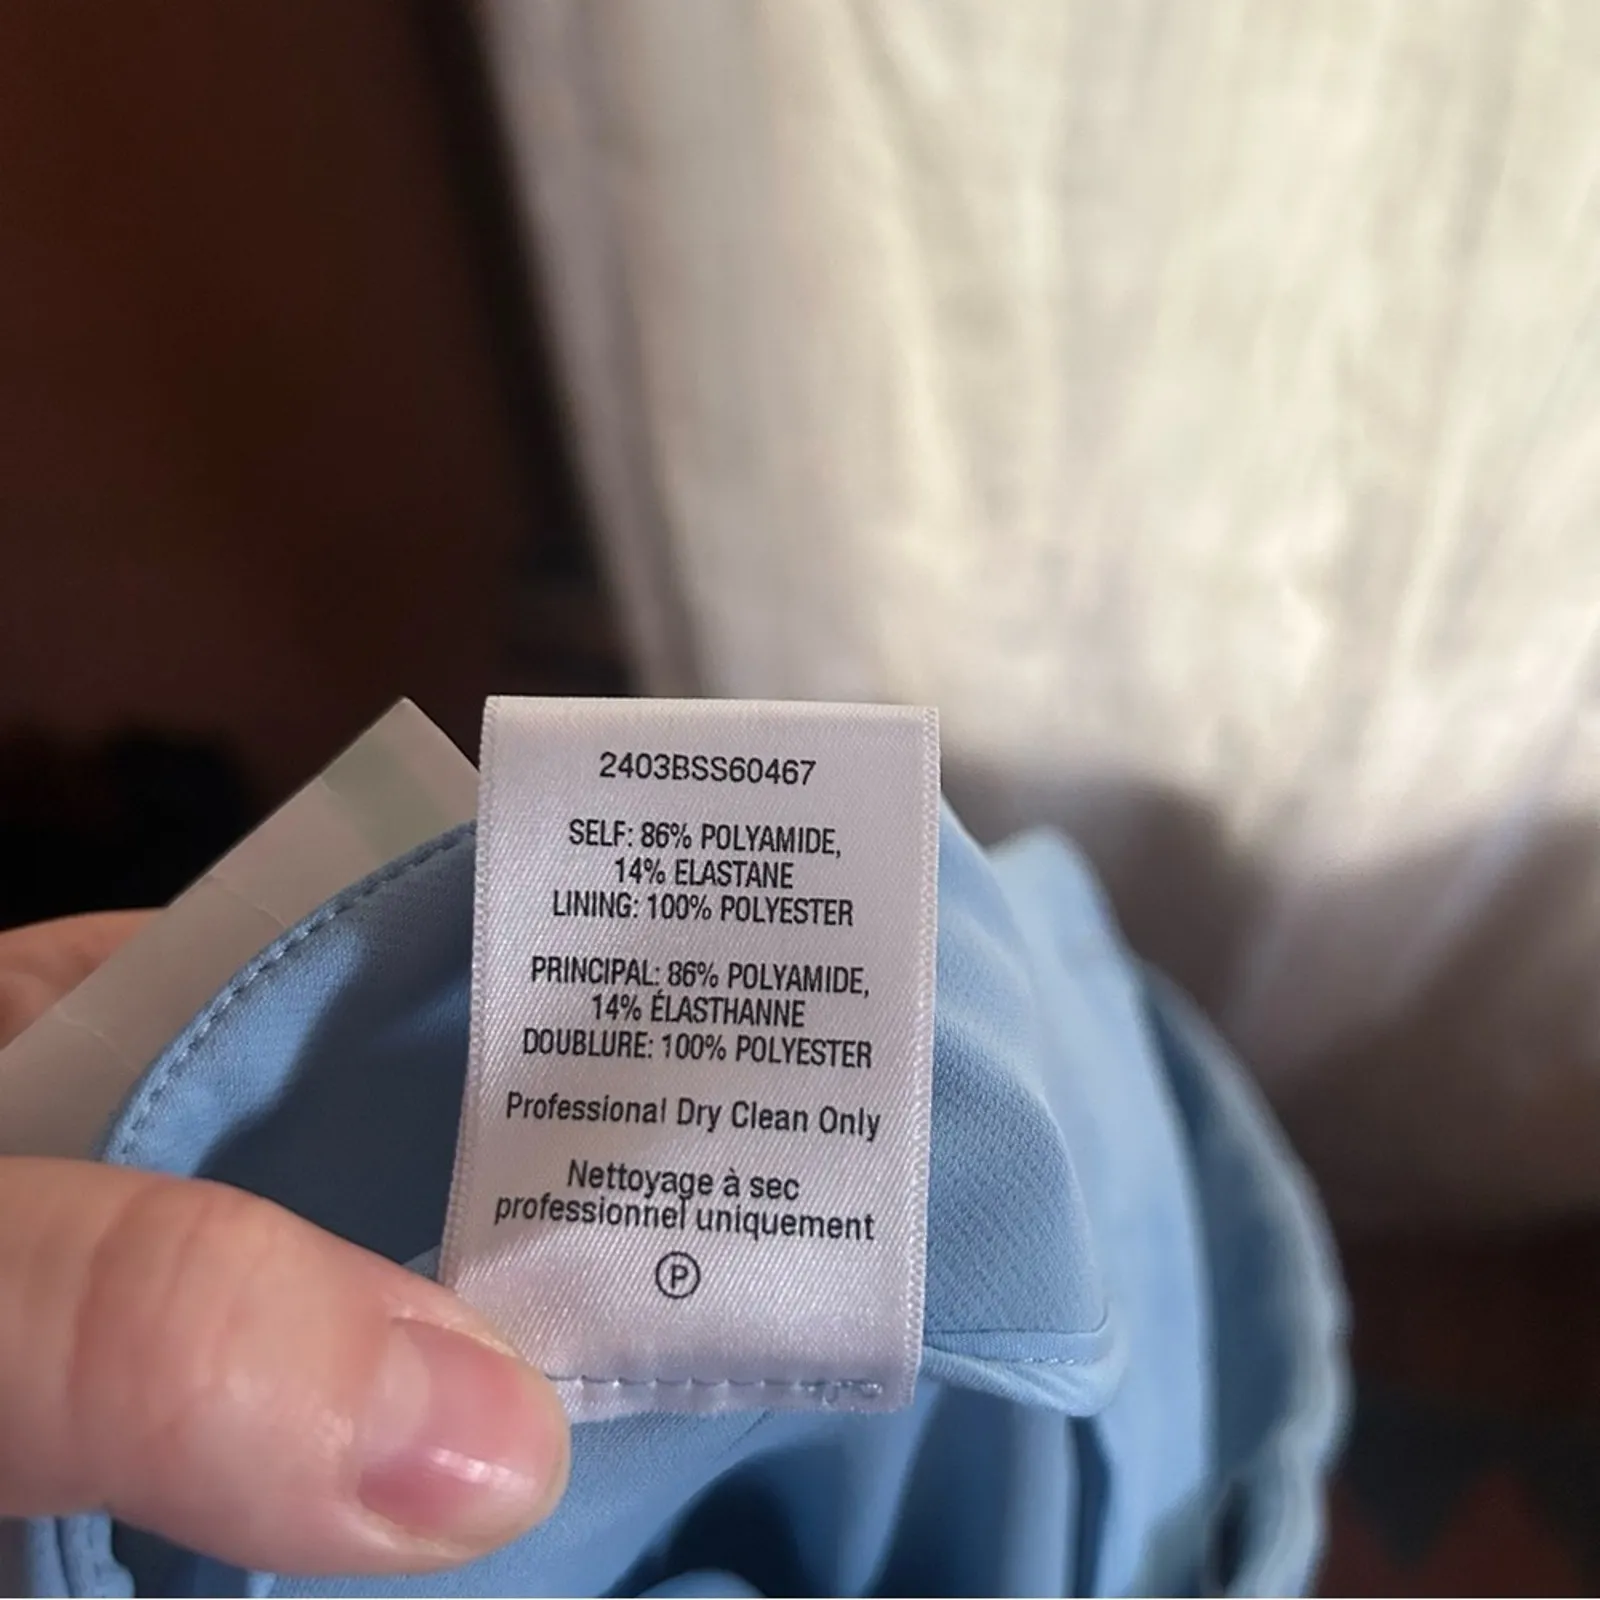 2403BSS60467
SELF: 86% POLYAMIDE,
14% ELASTANE
LINING: 100% POLYESTER
PRINCIPAL: 86% POLYAMIDE,
14% ÉLASTHANNE
DOUBLURE: 100% POLYESTER
Professional Dry Clean Only
Nettoyage à sec
professionnel uniquement
P